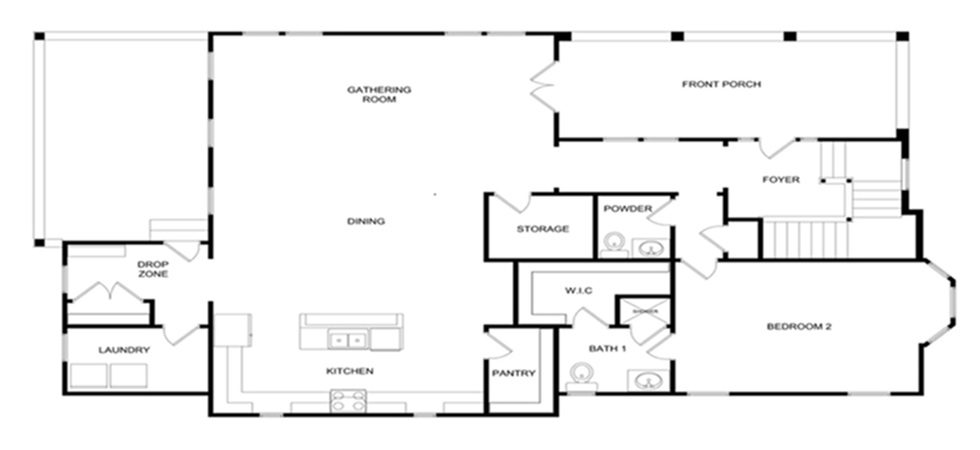 GATHERING
ROOM
FRONT PORCH
FOYER
DINING
STORAGE
POWDER
DROP
ZONE
W.I.C
SHOWER
BEDROOM 2
LAUNDRY
BATH 1
KITCHEN
PANTRY